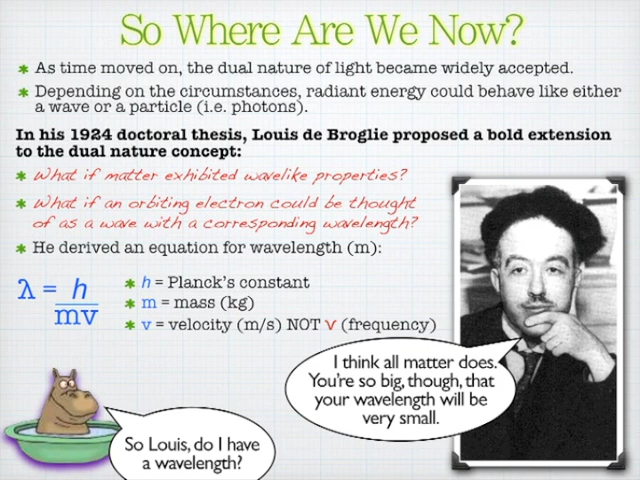 So Where Are We Now?
As time moved on, the dual nature of light became widely accepted.
Depending on the circumstances, radiant energy could behave like either
a wave or a particle (i.e. photons).
In his 1924 doctoral thesis, Louis de Broglie proposed a bold extension
to the dual nature concept:
What if matter exhibited wavelike properties?
What if an orbiting electron could be thought
of as a wave with a corresponding wavelength?
He derived an equation for wavelength (m):
λ = h
mv
h = Planck's constant
m = mass (kg)
v = velocity (m/s) NOT ν (frequency)
I think all matter does.
You're so big, though, that
your wavelength will be
very small.
So Louis, do I have
a wavelength?